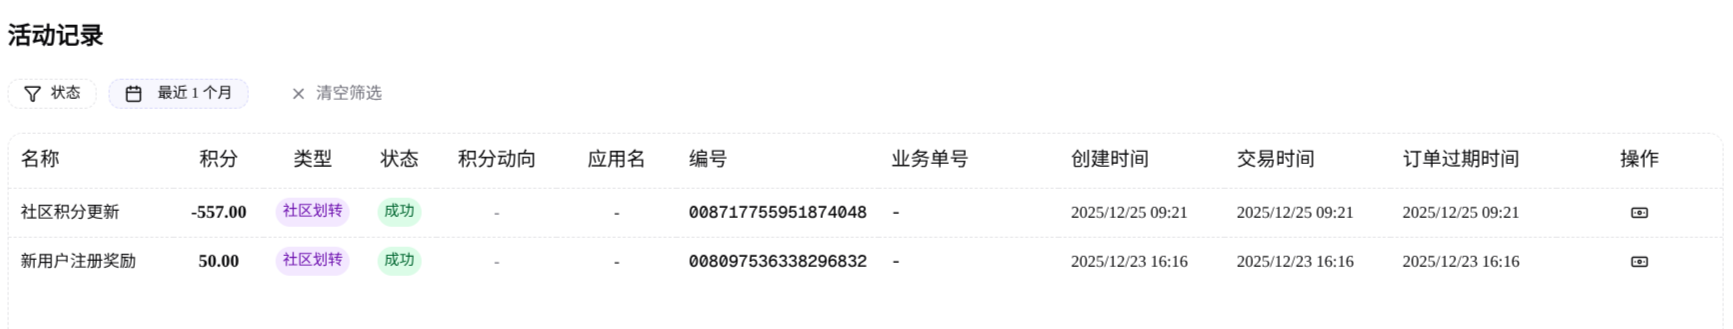 活动记录
状态 最近 1 个月 清空筛选
名称 积分 类型 状态 积分动向 应用名 编号 业务单号 创建时间 交易时间 订单过期时间 操作
社区积分更新 -557.00 社区划转 成功 - - 008717755951874048 - 2025/12/25 09:21 2025/12/25 09:21 2025/12/25 09:21
新用户注册奖励 50.00 社区划转 成功 - - 008097536338296832 - 2025/12/23 16:16 2025/12/23 16:16 2025/12/23 16:16